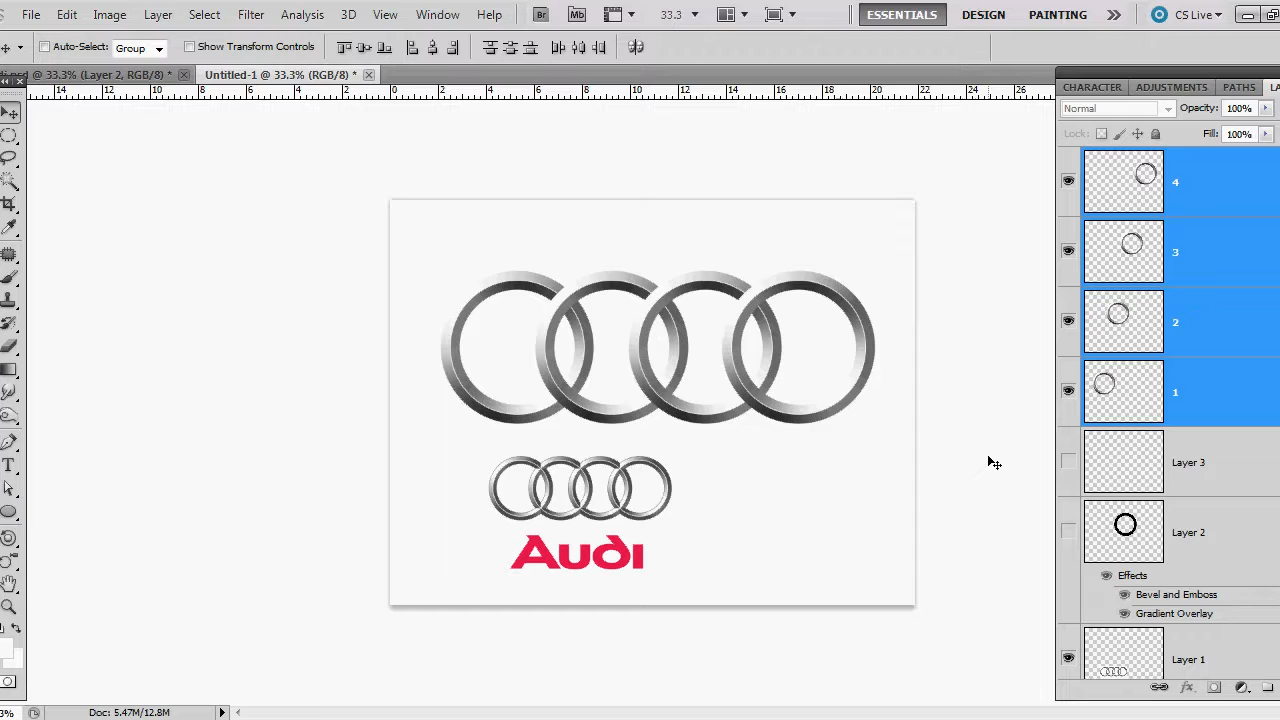 File Edit Image Layer Select Filter Analysis 3D View Window Help Br Mb 33.3 ESSENTIALS DESIGN PAINTING CS Live
Auto-Select: Group Show Transform Controls
@ 33.3% (Layer 2, RGB/8) * Untitled-1 @ 33.3% (RGB/8) *
14 12 10 8 6 4 2 0 2 4 6 8 10 12 14 16 18 20 22 24 26
CHARACTER ADJUSTMENTS PATHS
Normal Opacity: 100%
Lock: Fill: 100%
4
3
2
1
Layer 3
Layer 2
Effects
Bevel and Emboss
Gradient Overlay
Layer 1
Audi
T
fx
Doc: 5.47M/12.8M